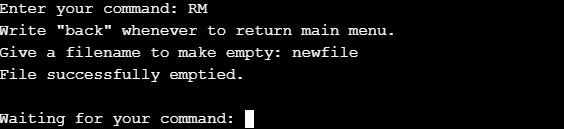 Enter your command: RM
Write "back" whenever to return main menu.
Give a filename to make empty: newfile
File successfully emptied.
Waiting for your command: